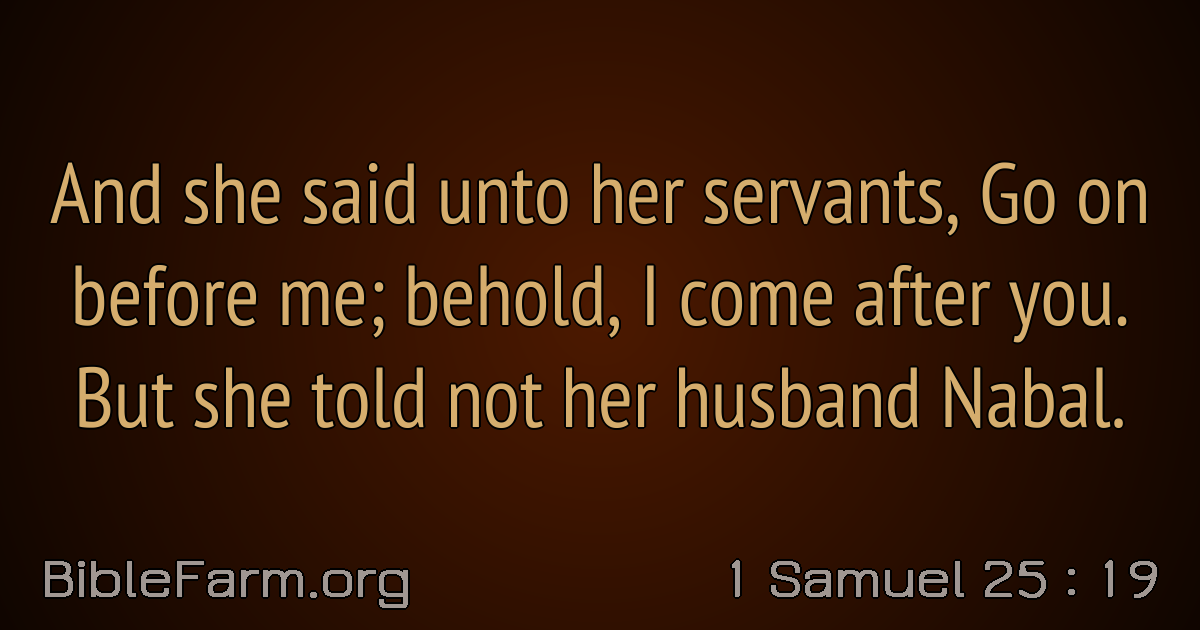 And she said unto her servants, Go on
before me; behold, I come after you.
But she told not her husband Nabal.
BibleFarm.org
1 Samuel 25 : 19